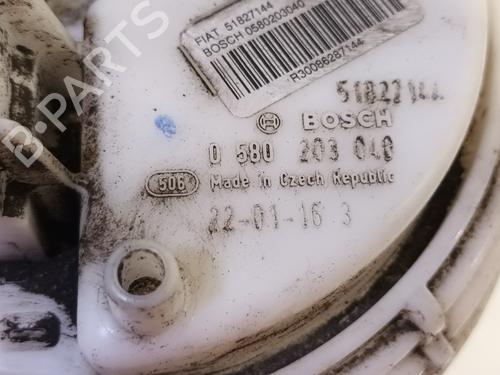 FIAT 51827144
BOSCH 0580203040
R30086287144
51827144
BOSCH
0 580 203 040
506 Made in Czech Republic
22-01-16 3
B-PARTS